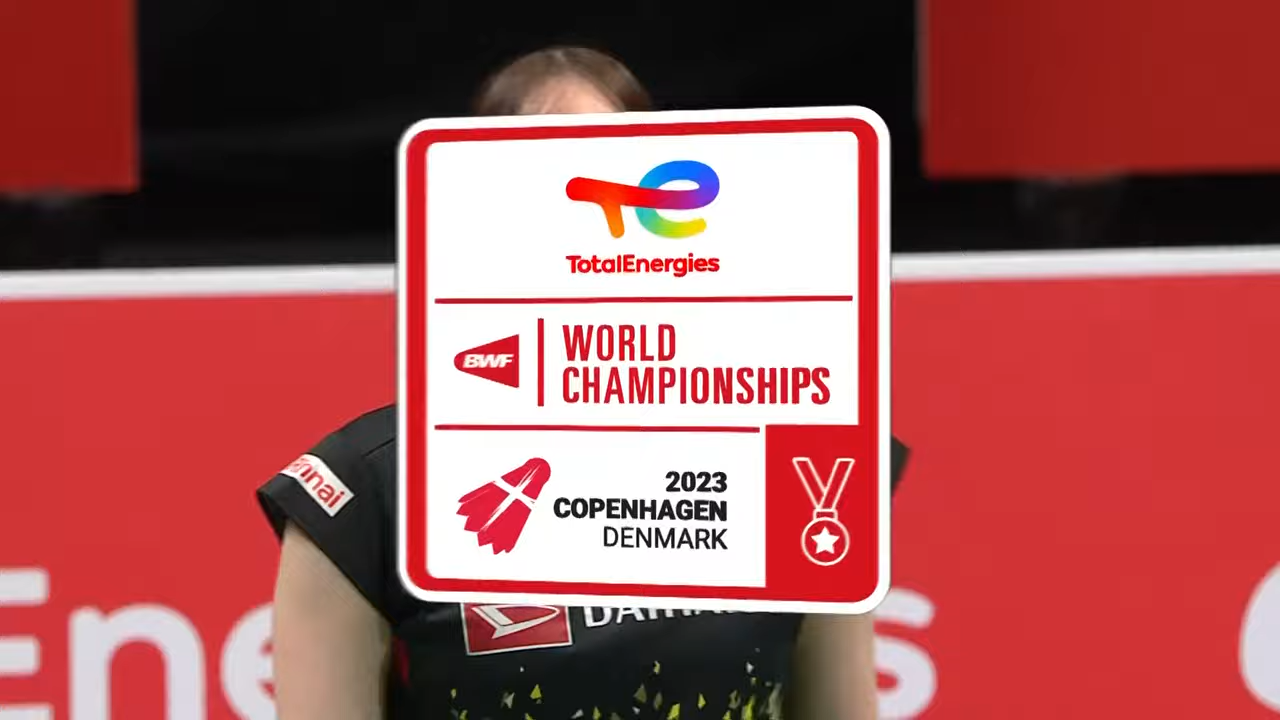 TotalEnergies
BWF
WORLD
CHAMPIONSHIPS
2023
COPENHAGEN
DENMARK